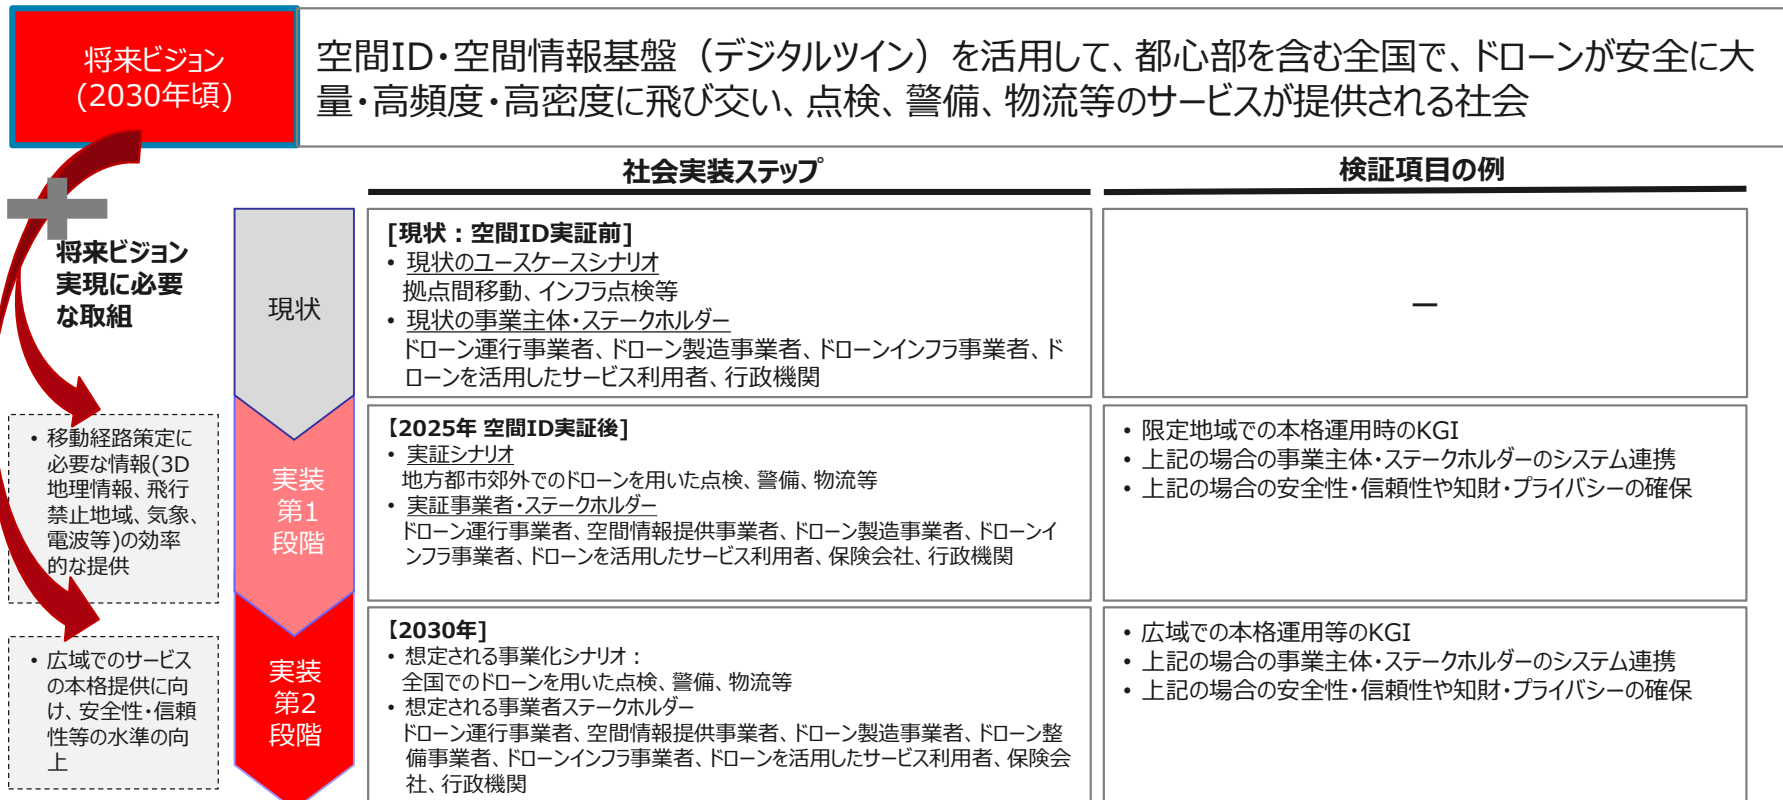 将来ビジョン
(2030年頃)
空間ID・空間情報基盤（デジタルツイン）を活用して、都心部を含む全国で、ドローンが安全に大
量・高頻度・高密度に飛び交い、点検、警備、物流等のサービスが提供される社会
社会実装ステップ
検証項目の例
将来ビジョン
実現に必要
な取組
現状
[現状：空間ID実証前]
• 現状のユースケースシナリオ
拠点間移動、インフラ点検等
• 現状の事業主体・ステークホルダー
ドローン運行事業者、ドローン製造事業者、ドローンインフラ事業者、ド
ローンを活用したサービス利用者、行政機関
ー
• 移動経路策定に
必要な情報(3D
地理情報、飛行
禁止地域、気象、
電波等)の効率
的な提供
実装
第1
段階
【2025年 空間ID実証後]
• 実証シナリオ
地方都市郊外でのドローンを用いた点検、警備、物流等
• 実証事業者・ステークホルダー
ドローン運行事業者、空間情報提供事業者、ドローン製造事業者、ドローンイ
ンフラ事業者、ドローンを活用したサービス利用者、保険会社、行政機関
• 限定地域での本格運用時のKGI
• 上記の場合の事業主体・ステークホルダーのシステム連携
• 上記の場合の安全性・信頼性や知財・プライバシーの確保
• 広域でのサービス
の本格提供に向
け、安全性・信頼
性等の水準の向
上
実装
第2
段階
【2030年]
• 想定される事業化シナリオ：
全国でのドローンを用いた点検、警備、物流等
• 想定される事業者ステークホルダー
ドローン運行事業者、空間情報提供事業者、ドローン製造事業者、ドローン整
備事業者、ドローンインフラ事業者、ドローンを活用したサービス利用者、保険会
社、行政機関
• 広域での本格運用等のKGI
• 上記の場合の事業主体・ステークホルダーのシステム連携
• 上記の場合の安全性・信頼性や知財・プライバシーの確保